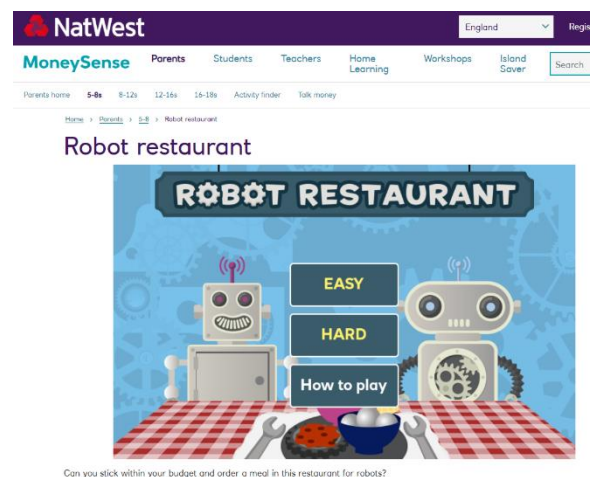 NatWest
England
MoneySense
Parents
Students
Teachers
Home Learning
Workshops
Island Saver
Search
Parents home 5-8s 8-12s 12-16s 16-18s Activity finder Talk money
Home > Parents > 5-8 > Robot restaurant
Robot restaurant
ROBOT RESTAURANT
EASY
HARD
How to play
Can you stick within your budget and order a meal in this restaurant for robots?